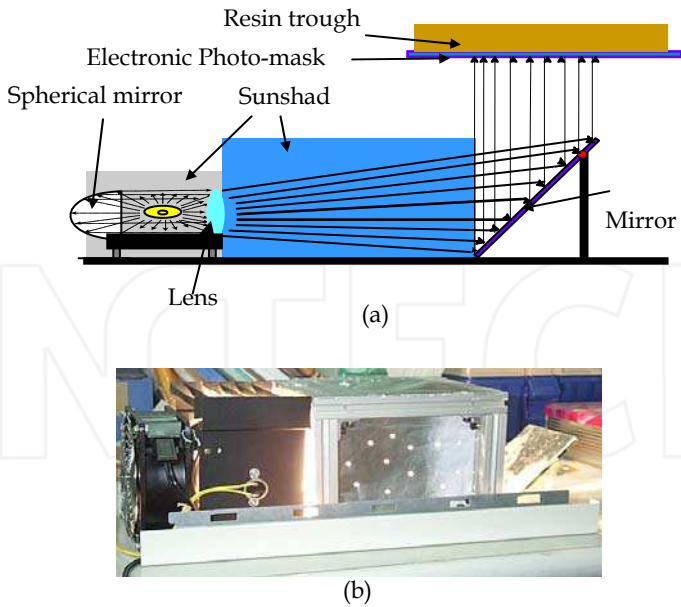 Resin trough
Electronic Photo-mask
Spherical mirror
Sunshad
Mirror
Lens
(a)
(b)